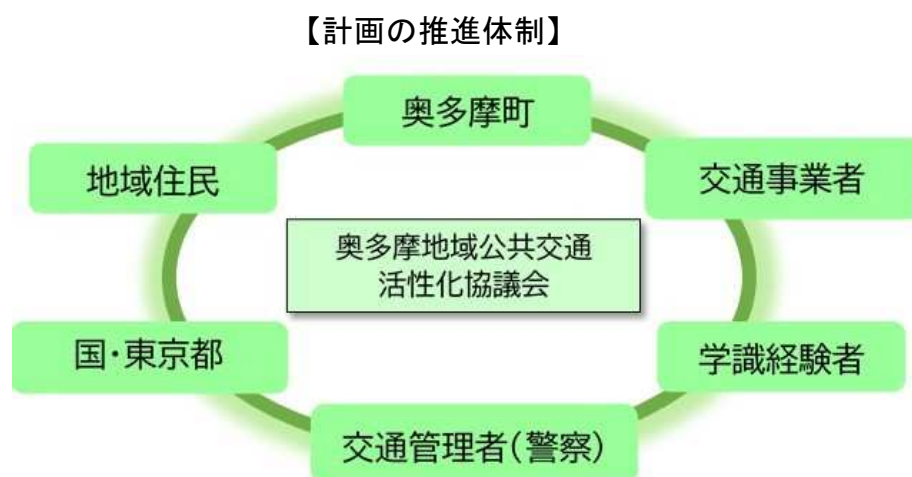 【計画の推進体制】
奥多摩町
地域住民
交通事業者
奥多摩地域公共交通
活性化協議会
国・東京都
学識経験者
交通管理者(警察)